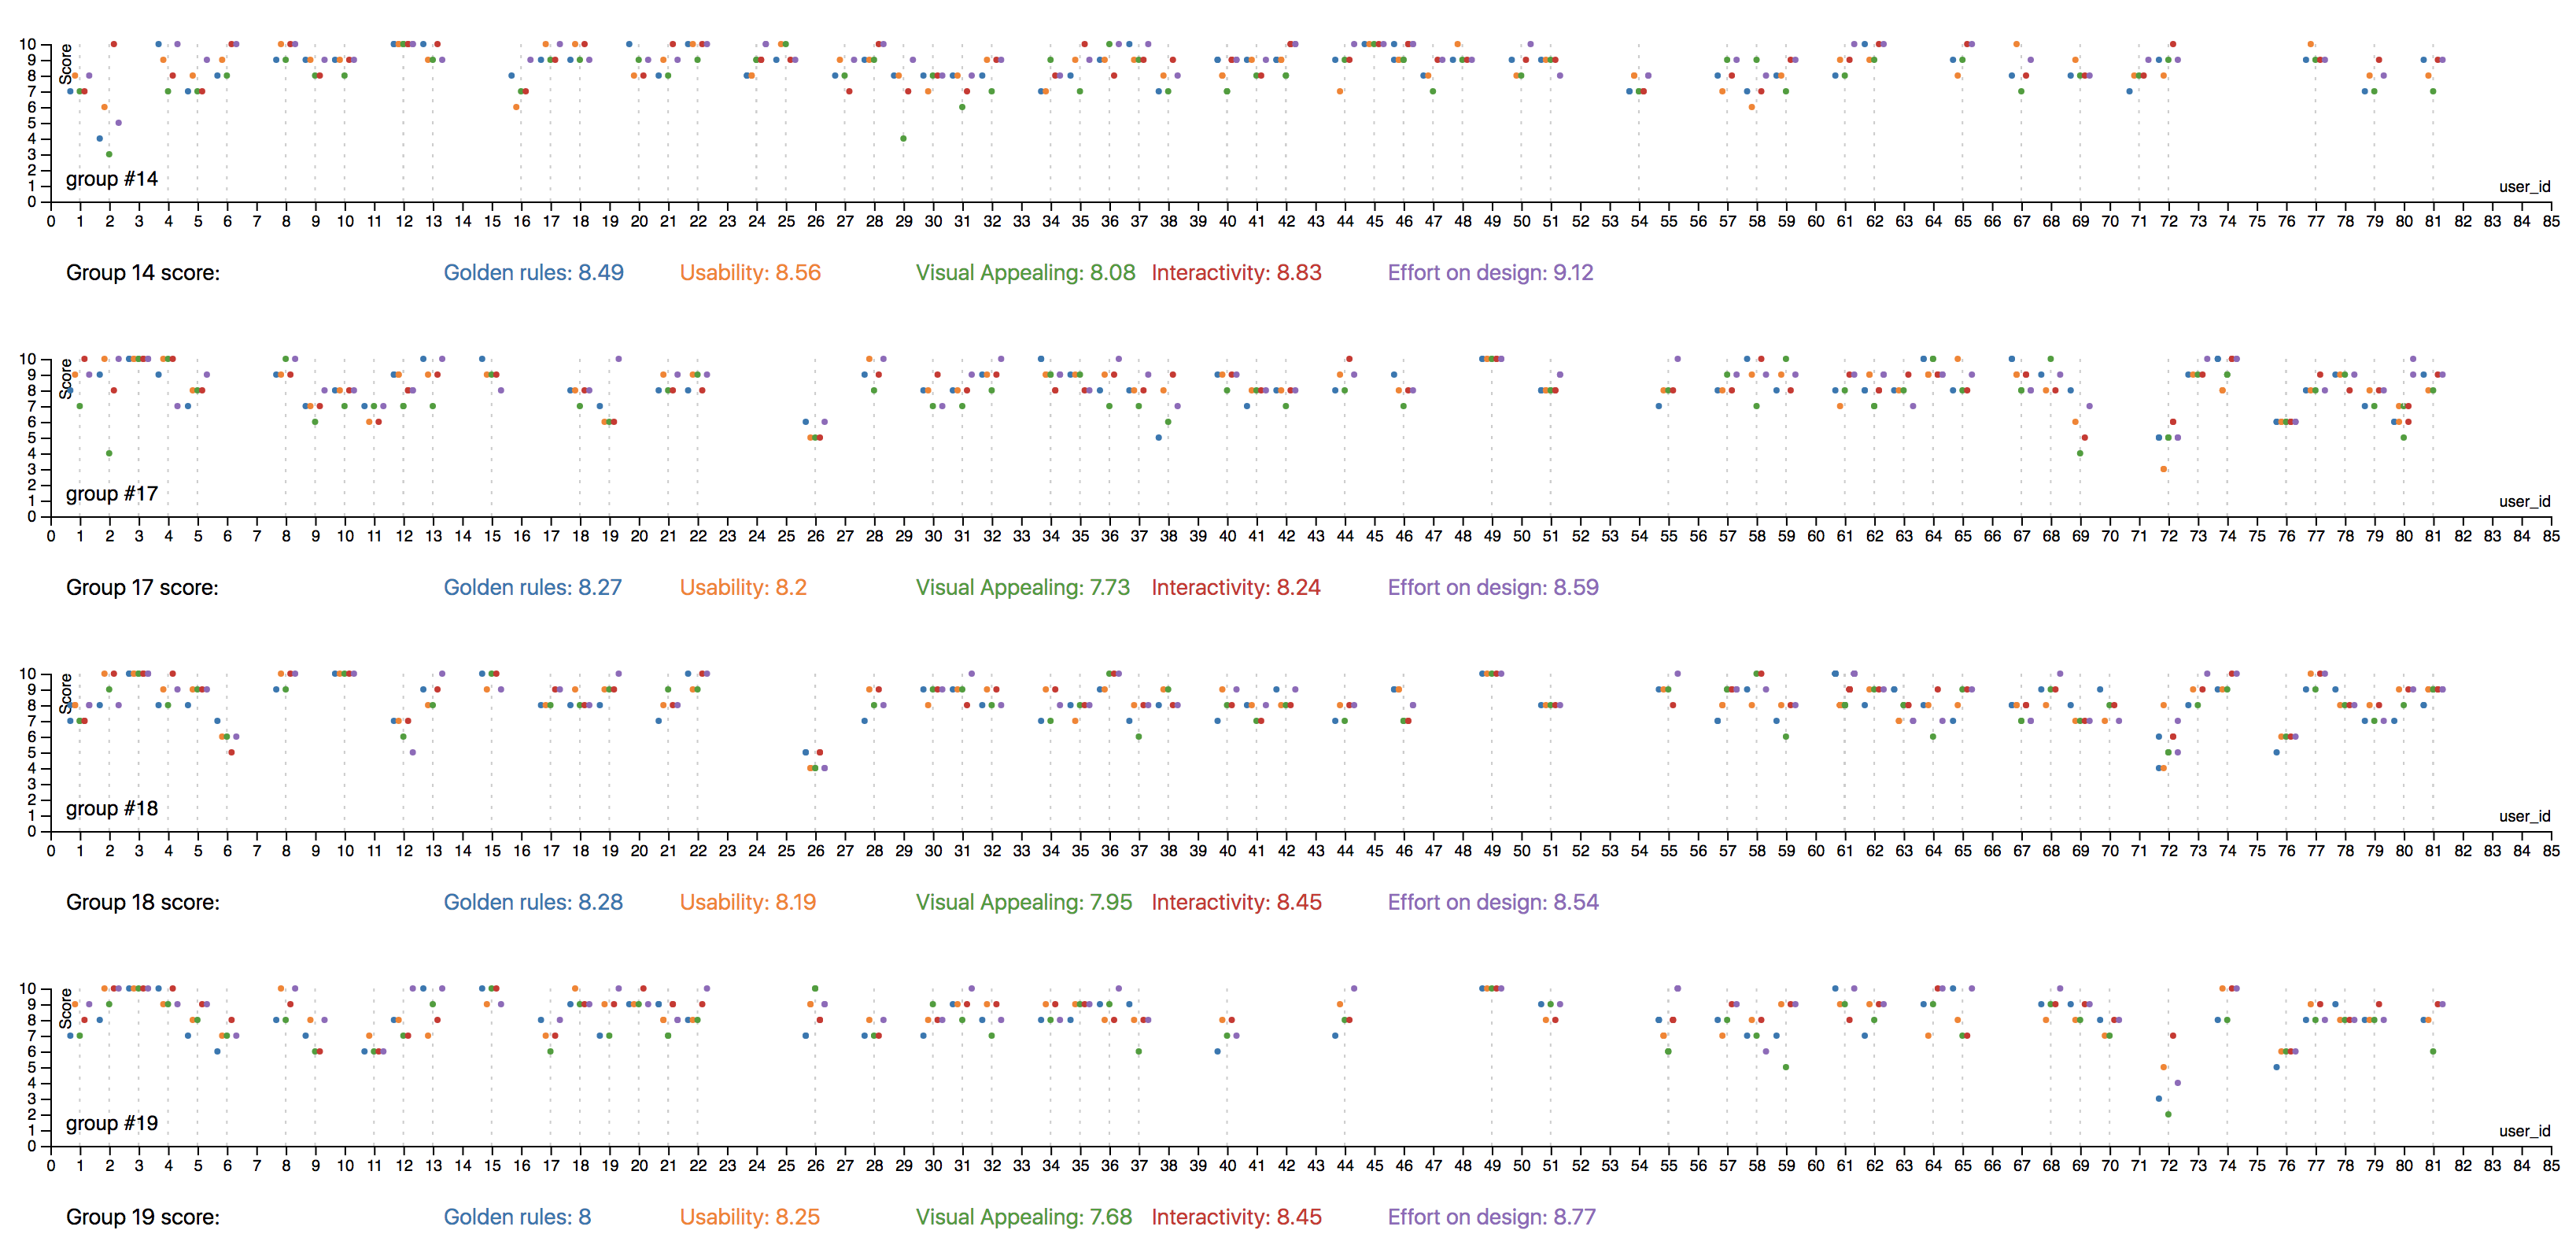 10
9
8
7
6
5
4
3
2
1
0
Score
group #14
user_id
0 1 2 3 4 5 6 7 8 9 10 11 12 13 14 15 16 17 18 19 20 21 22 23 24 25 26 27 28 29 30 31 32 33 34 35 36 37 38 39 40 41 42 43 44 45 46 47 48 49 50 51 52 53 54 55 56 57 58 59 60 61 62 63 64 65 66 67 68 69 70 71 72 73 74 75 76 77 78 79 80 81 82 83 84 85
Group 14 score: Golden rules: 8.49 Usability: 8.56 Visual Appealing: 8.08 Interactivity: 8.83 Effort on design: 9.12
10
9
8
7
6
5
4
3
2
1
0
Score
group #17
user_id
0 1 2 3 4 5 6 7 8 9 10 11 12 13 14 15 16 17 18 19 20 21 22 23 24 25 26 27 28 29 30 31 32 33 34 35 36 37 38 39 40 41 42 43 44 45 46 47 48 49 50 51 52 53 54 55 56 57 58 59 60 61 62 63 64 65 66 67 68 69 70 71 72 73 74 75 76 77 78 79 80 81 82 83 84 85
Group 17 score: Golden rules: 8.27 Usability: 8.2 Visual Appealing: 7.73 Interactivity: 8.24 Effort on design: 8.59
10
9
8
7
6
5
4
3
2
1
0
Score
group #18
user_id
0 1 2 3 4 5 6 7 8 9 10 11 12 13 14 15 16 17 18 19 20 21 22 23 24 25 26 27 28 29 30 31 32 33 34 35 36 37 38 39 40 41 42 43 44 45 46 47 48 49 50 51 52 53 54 55 56 57 58 59 60 61 62 63 64 65 66 67 68 69 70 71 72 73 74 75 76 77 78 79 80 81 82 83 84 85
Group 18 score: Golden rules: 8.28 Usability: 8.19 Visual Appealing: 7.95 Interactivity: 8.45 Effort on design: 8.54
10
9
8
7
6
5
4
3
2
1
0
Score
group #19
user_id
0 1 2 3 4 5 6 7 8 9 10 11 12 13 14 15 16 17 18 19 20 21 22 23 24 25 26 27 28 29 30 31 32 33 34 35 36 37 38 39 40 41 42 43 44 45 46 47 48 49 50 51 52 53 54 55 56 57 58 59 60 61 62 63 64 65 66 67 68 69 70 71 72 73 74 75 76 77 78 79 80 81 82 83 84 85
Group 19 score: Golden rules: 8 Usability: 8.25 Visual Appealing: 7.68 Interactivity: 8.45 Effort on design: 8.77